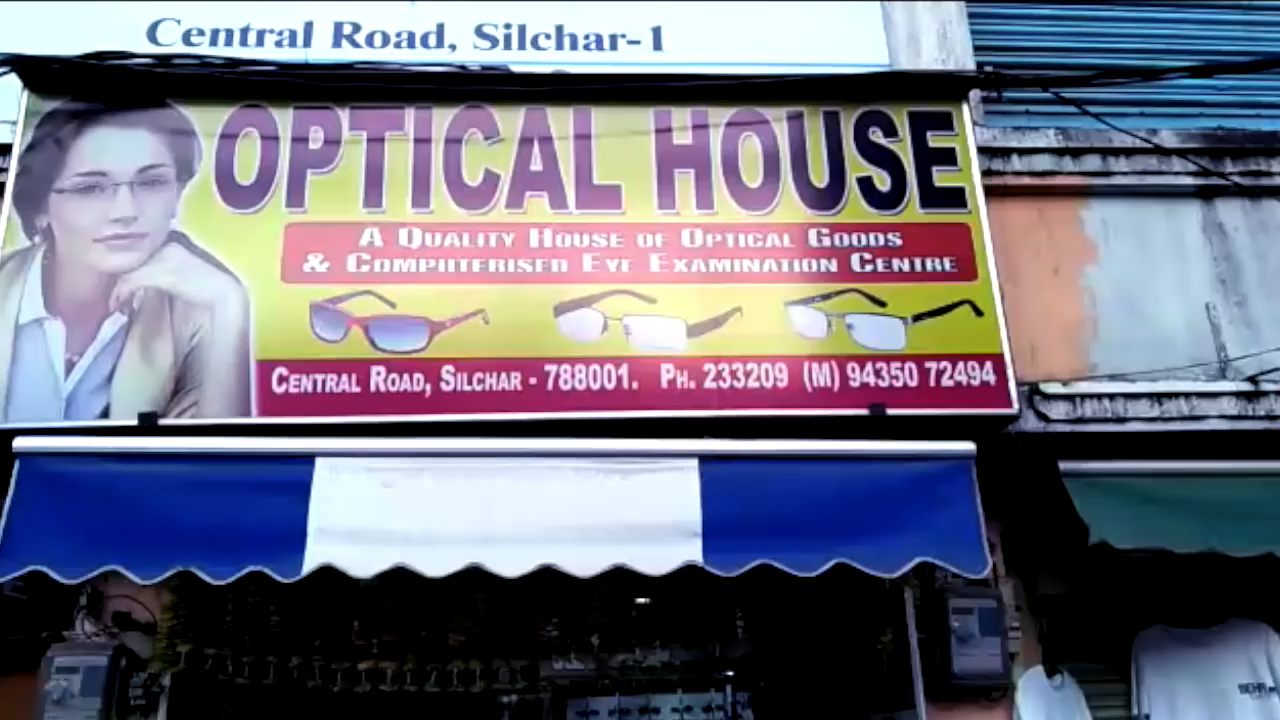 Central Road, Silchar-1
OPTICAL HOUSE
A QUALITY HOUSE OF OPTICAL GOODS
& COMPUTERISED EYE EXAMINATION CENTRE
CENTRAL ROAD, SILCHAR - 788001. PH. 233209 (M) 94350 72494